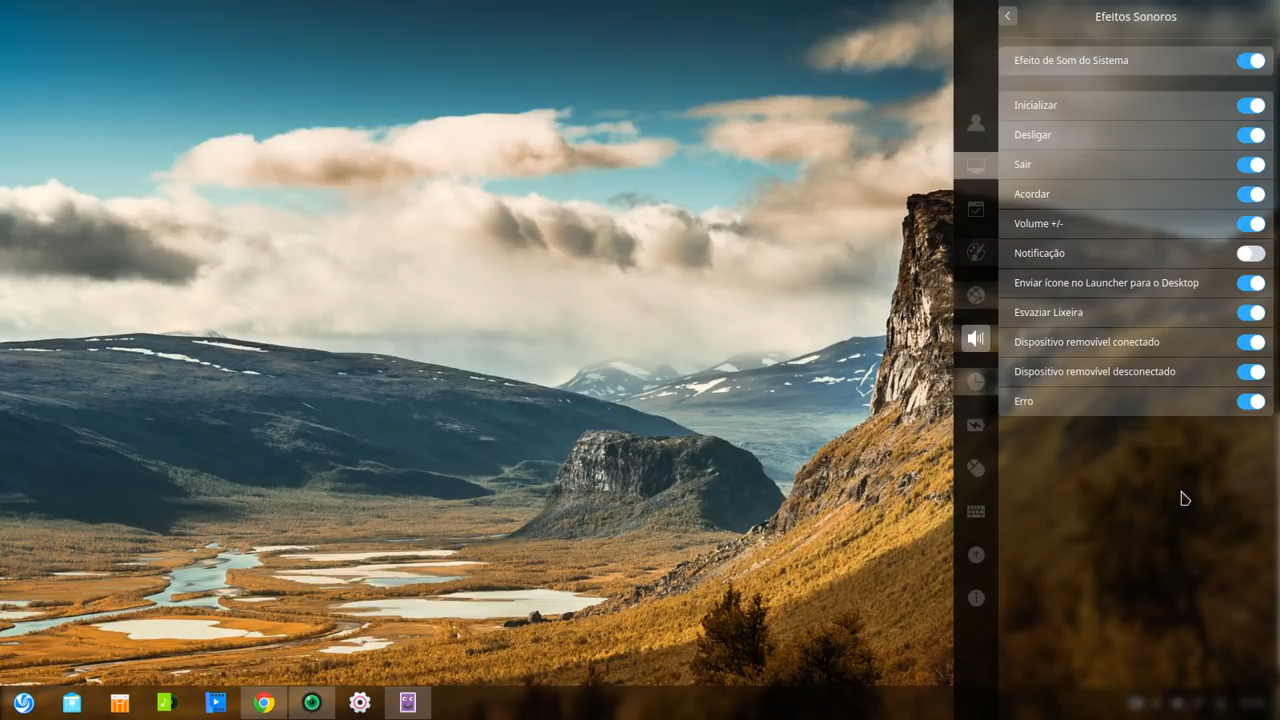 Efeitos Sonoros
Efeito de Som do Sistema
Inicializar
Desligar
Sair
Acordar
Volume +/-
Notificação
Enviar ícone no Launcher para o Desktop
Esvaziar Lixeira
Dispositivo removível conectado
Dispositivo removível desconectado
Erro